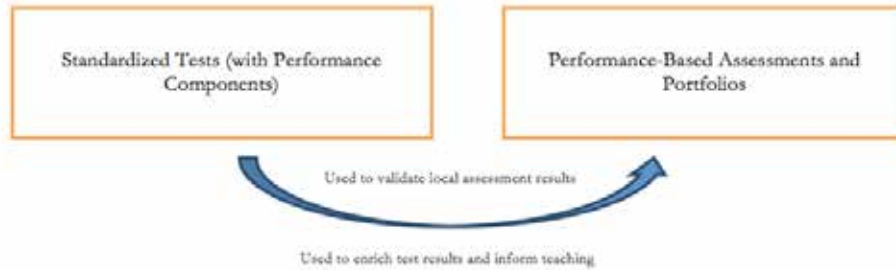 Standardized Tests (with Performance
Components)
Performance-Based Assessments and
Portfolios
Used to validate local assessment results
Used to enrich test results and inform teaching